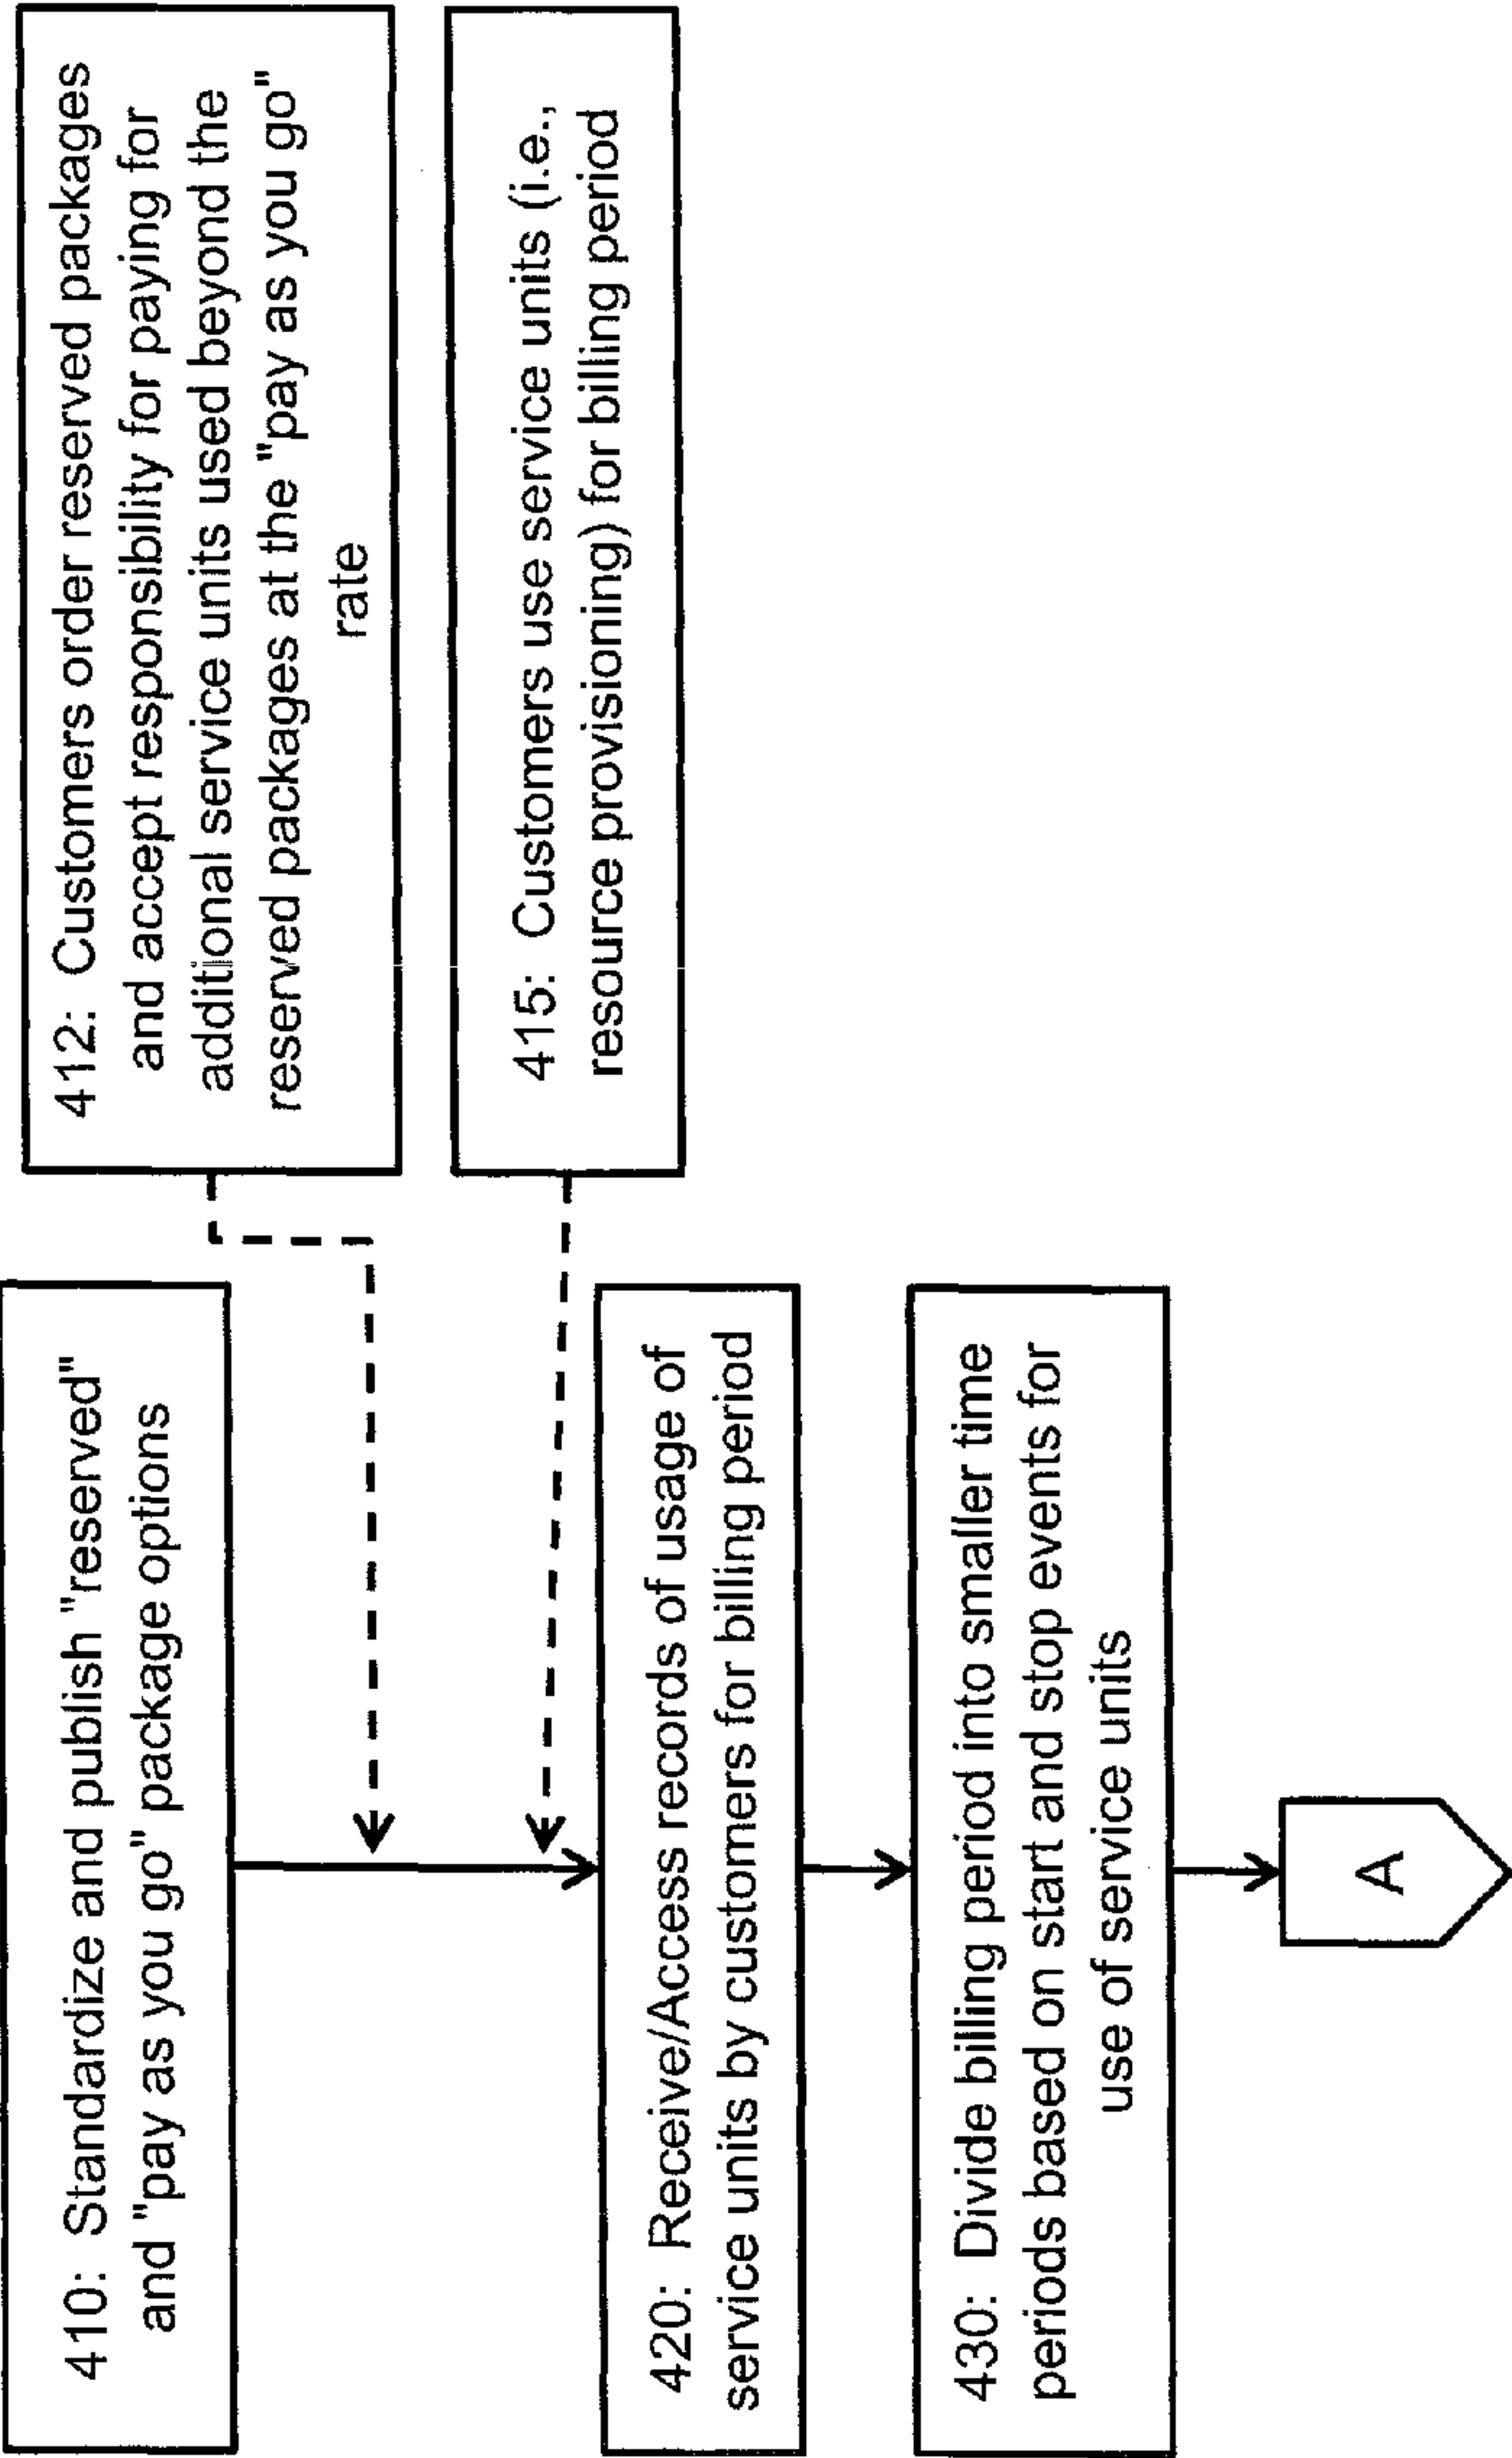 410: Standardize and publish "reserved"
and "pay as you go" package options
412: Customers order reserved packages
and accept responsibility for paying for
additional service units used beyond the
reserved packages at the "pay as you go"
rate
415: Customers use service units (i.e.,
resource provisioning) for billing period
420: Receive/Access records of usage of
service units by customers for billing period
430: Divide billing period into smaller time
periods based on start and stop events for
use of service units
A